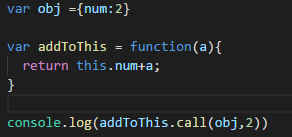 var obj ={num:2}
var addToThis = function(a){
return this.num+a;
}
console.log(addToThis.call(obj,2))